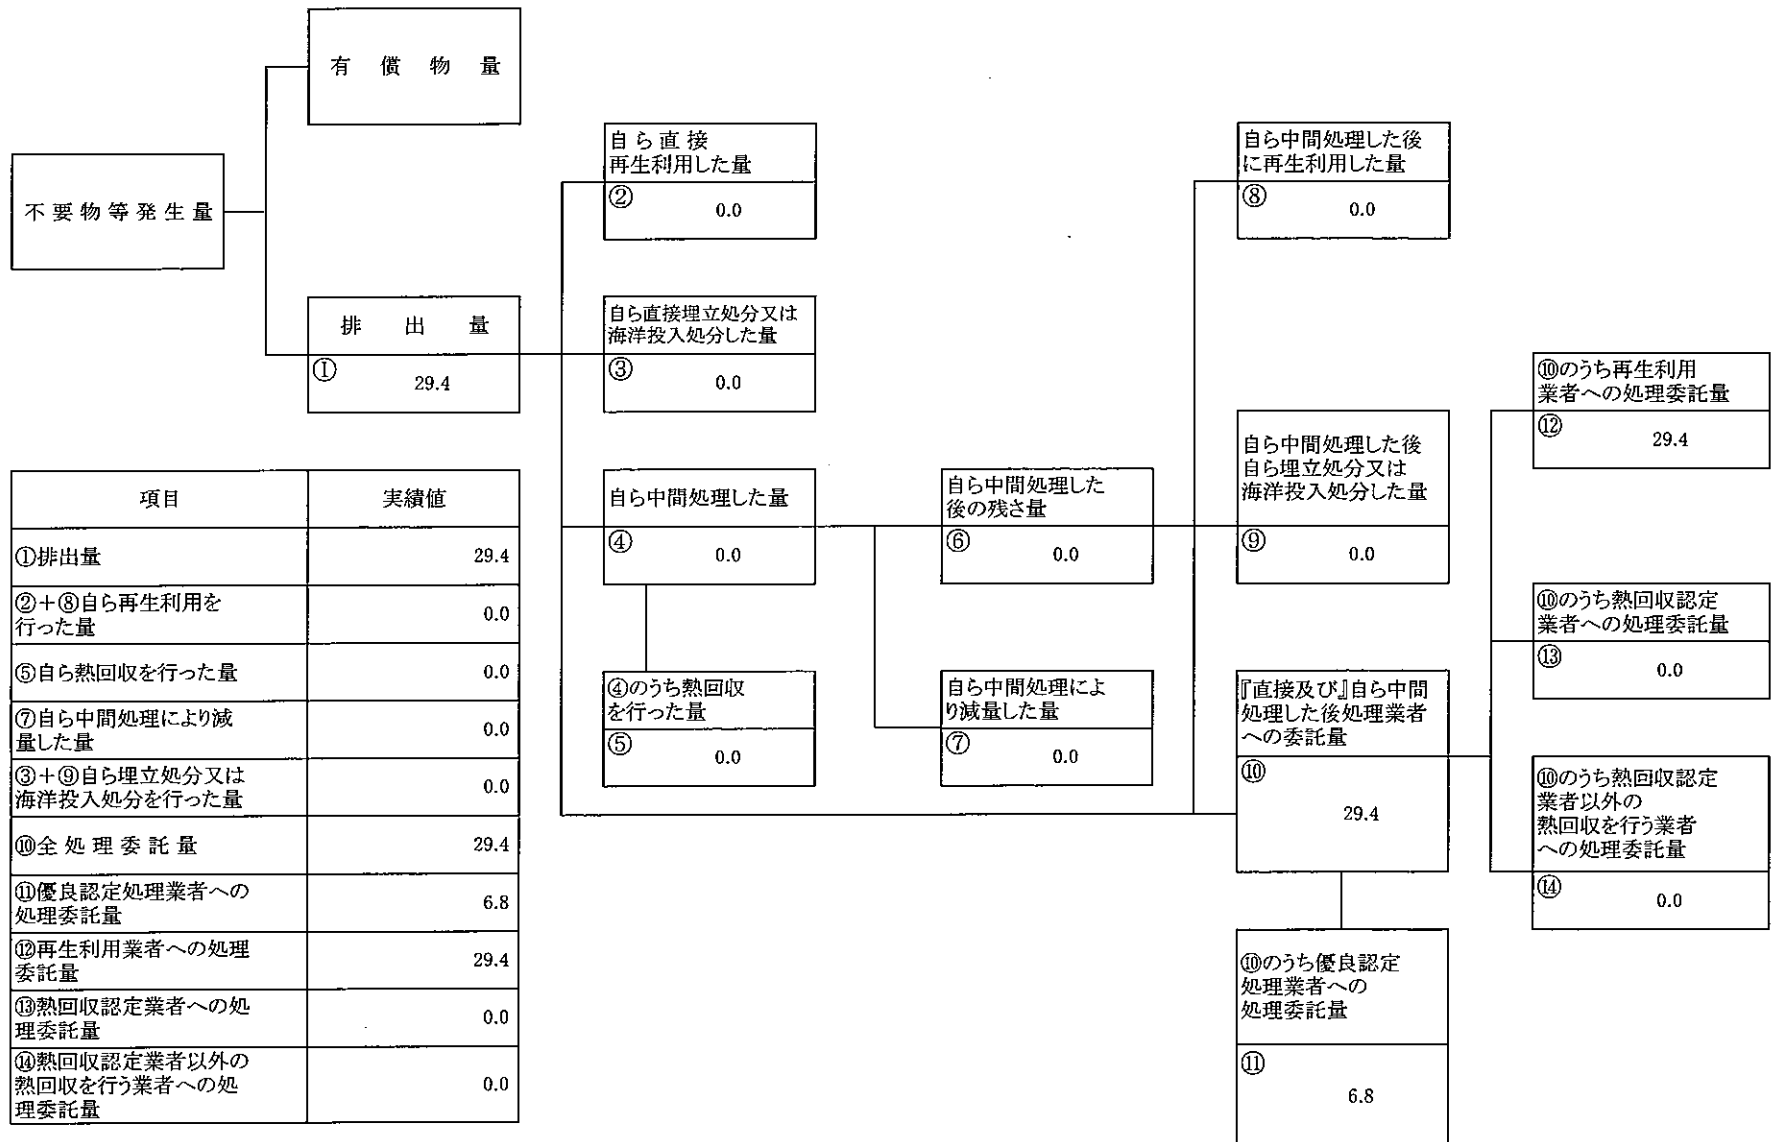 有償物量
不要物等発生量
排出量
①
29.4
自ら直接
再生利用した量
②
0.0
自ら直接埋立処分又は
海洋投入処分した量
③
0.0
自ら中間処理した量
④
0.0
④のうち熱回収
を行った量
⑤
0.0
自ら中間処理した
後の残さ量
⑥
0.0
自ら中間処理によ
り減量した量
⑦
0.0
自ら中間処理した後
に再生利用した量
⑧
0.0
自ら中間処理した後
自ら埋立処分又は
海洋投入処分した量
⑨
0.0
『直接及び』自ら中間
処理した後処理業者
への委託量
⑩
29.4
⑩のうち優良認定
処理業者への
処理委託量
⑪
6.8
⑩のうち再生利用
業者への処理委託量
⑫
29.4
⑩のうち熱回収認定
業者への処理委託量
⑬
0.0
⑩のうち熱回収認定
業者以外の
熱回収を行う業者
への処理委託量
⑭
0.0
項目 実績値
①排出量 29.4
②+⑧自ら再生利用を
行った量 0.0
⑤自ら熱回収を行った量 0.0
⑦自ら中間処理により減
量した量 0.0
③+⑨自ら埋立処分又は
海洋投入処分を行った量 0.0
⑩全処理委託量 29.4
⑪優良認定処理業者への
処理委託量 6.8
⑫再生利用業者への処理
委託量 29.4
⑬熱回収認定業者への処
理委託量 0.0
⑭熱回収認定業者以外の
熱回収を行う業者への処
理委託量 0.0